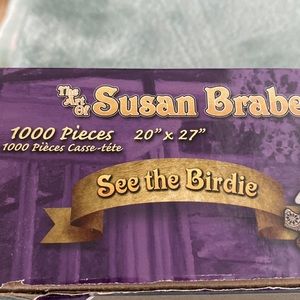 The Art of Susan Brabe
1000 Pieces 20" x 27"
1000 Pièces Casse-tête
See the Birdie